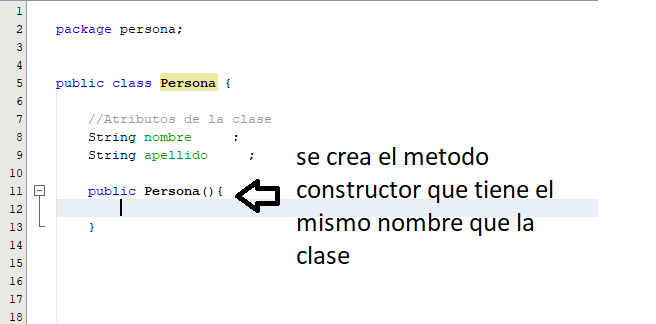 1
2 package persona;
3
4
5 public class Persona {
6
7 //Atributos de la clase
8 String nombre ;
9 String apellido ;
10
11 public Persona(){
12
13 }
14
15
16
17
18
se crea el metodo
constructor que tiene el
mismo nombre que la
clase